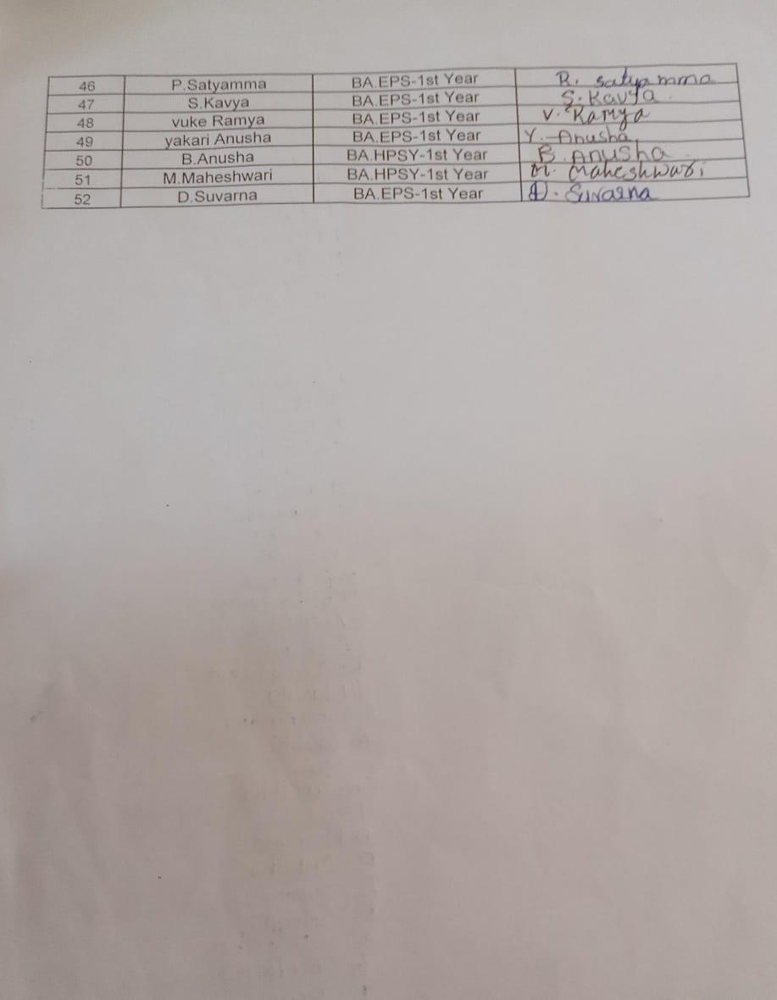 46 P.Satyamma BA.EPS-1st Year R. Satyamma
47 S.Kavya BA.EPS-1st Year S. Kavya
48 vuke Ramya BA.EPS-1st Year V. Ramya
49 yakari Anusha BA.EPS-1st Year Y. Anusha
50 B.Anusha BA.HPSY-1st Year B. Anusha
51 M.Maheshwari BA.HPSY-1st Year M. Maheshwari
52 D.Suvarna BA.EPS-1st Year D. Suvarna